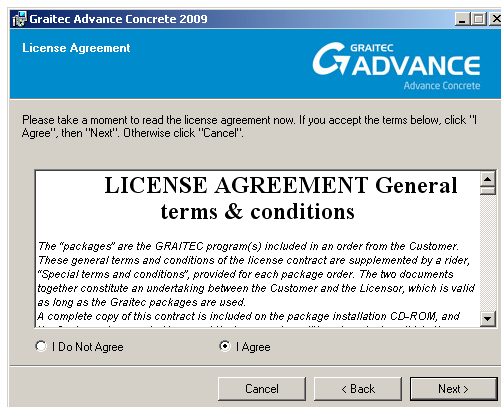 Graitec Advance Concrete 2009
License Agreement
GRAITEC
ADVANCE
Advance Concrete
Please take a moment to read the license agreement now. If you accept the terms below, click "I
Agree", then "Next". Otherwise click "Cancel".
LICENSE AGREEMENT General
terms & conditions
The "packages" are the GRAITEC program(s) included in an order from the Customer.
These general terms and conditions of the license contract are supplemented by a rider,
"Special terms and conditions", provided for each package order. The two documents
together constitute an undertaking between the Customer and the Licensor, which is valid
as long as the Graitec packages are used.
A complete copy of this contract is included on the package installation CD-ROM, and
I Do Not Agree
I Agree
Cancel
< Back
Next >